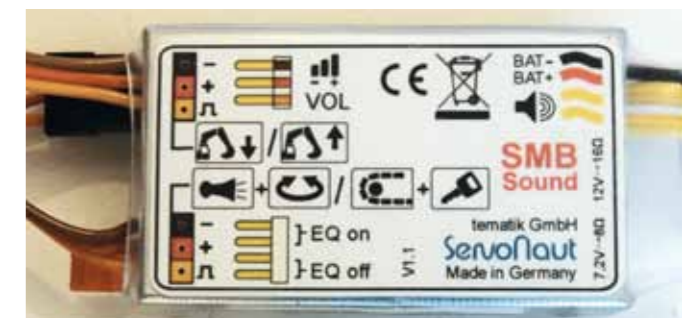 -
+
VOL
- +
CE
BAT-
BAT+
/
SMB
Sound
+ / +
-
+
EQ on
EQ off
V1.1
tematik GmbH
ServoNaut
Made in Germany
7,2V→8Ω 12V→16Ω